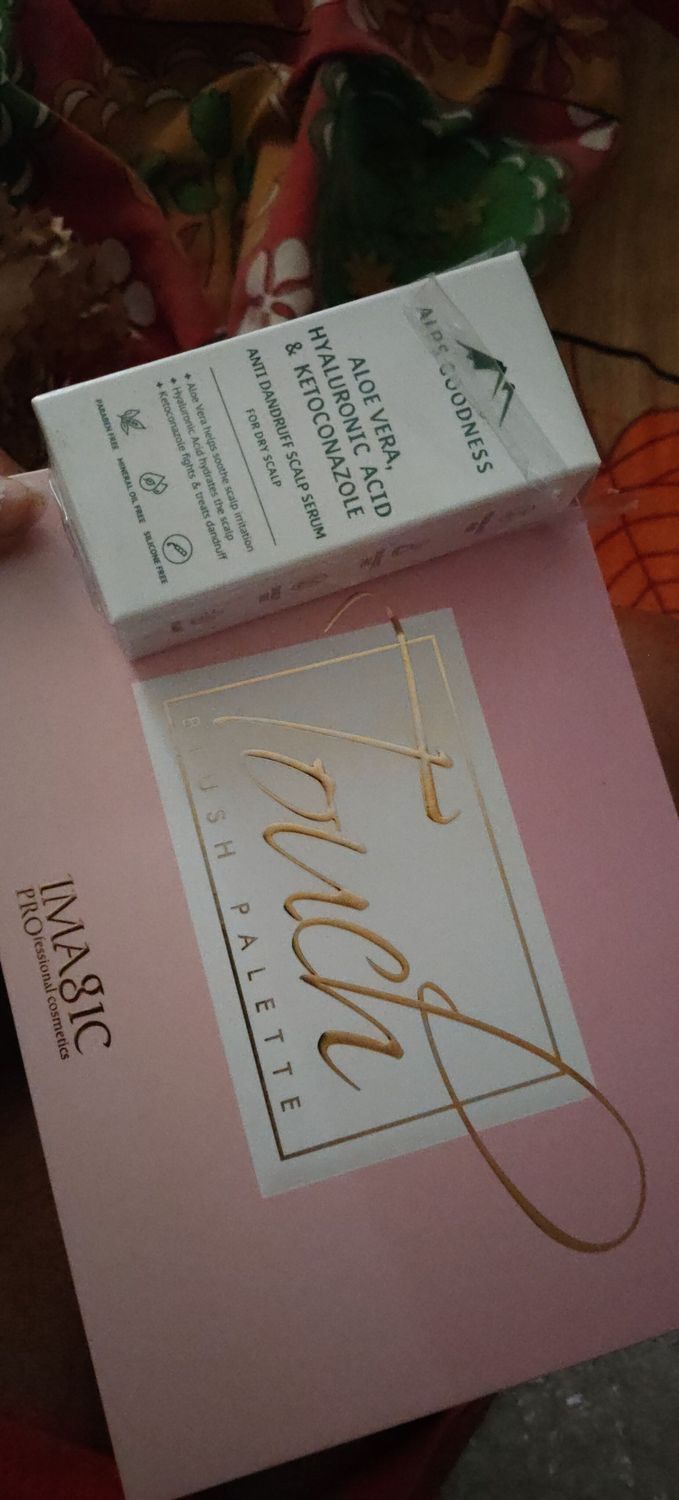 ALPS GOODNESS
ALOE VERA,
HYALURONIC ACID
& KETOCONAZOLE
ANTI DANDRUFF SCALP SERUM
FOR DRY SCALP
Aloe Vera helps soothe scalp irritation
Hyaluronic Acid hydrates the scalp
Ketoconazole fights & treats dandruff
PARABEN FREE
MINERAL OIL FREE
SILICONE FREE
Touch
BLUSH PALETTE
IMAGIC
PROfessional cosmetics